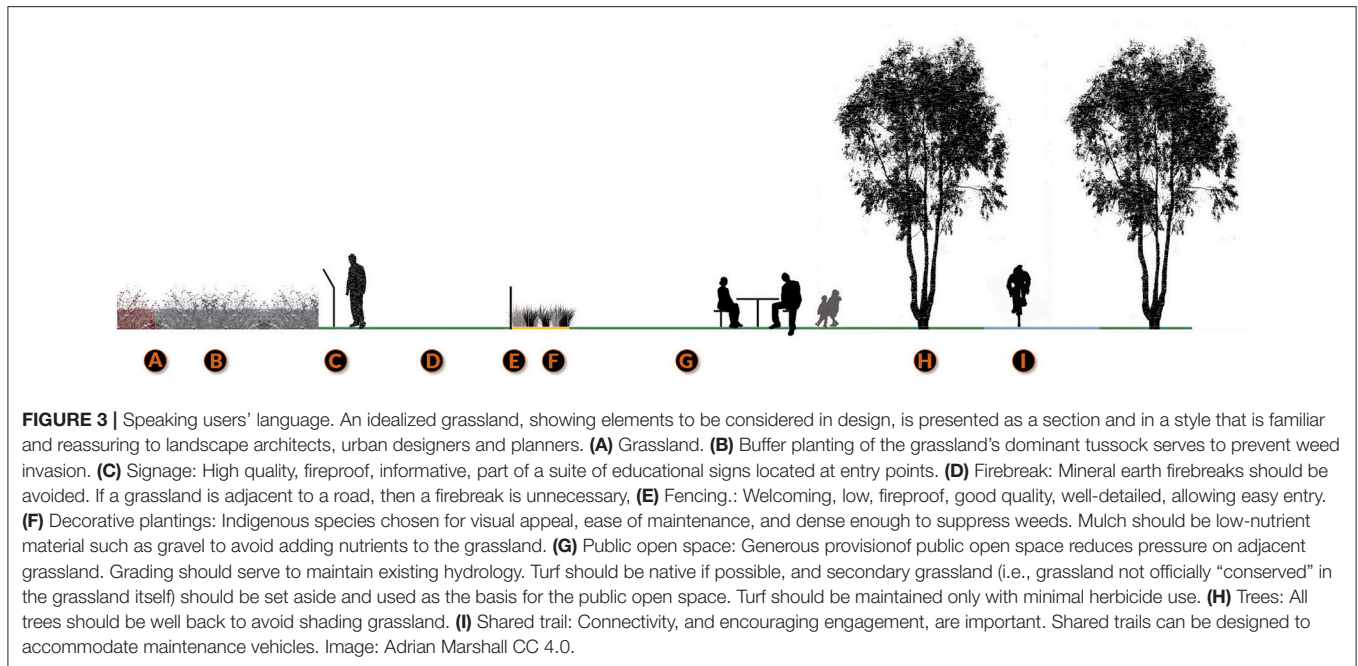 A B C D E F G H I
FIGURE 3 | Speaking users' language. An idealized grassland, showing elements to be considered in design, is presented as a section and in a style that is familiar
and reassuring to landscape architects, urban designers and planners. (A) Grassland. (B) Buffer planting of the grassland's dominant tussock serves to prevent weed
invasion. (C) Signage: High quality, fireproof, informative, part of a suite of educational signs located at entry points. (D) Firebreak: Mineral earth firebreaks should be
avoided. If a grassland is adjacent to a road, then a firebreak is unnecessary, (E) Fencing.: Welcoming, low, fireproof, good quality, well-detailed, allowing easy entry.
(F) Decorative plantings: Indigenous species chosen for visual appeal, ease of maintenance, and dense enough to suppress weeds. Mulch should be low-nutrient
material such as gravel to avoid adding nutrients to the grassland. (G) Public open space: Generous provisionof public open space reduces pressure on adjacent
grassland. Grading should serve to maintain existing hydrology. Turf should be native if possible, and secondary grassland (i.e., grassland not officially "conserved" in
the grassland itself) should be set aside and used as the basis for the public open space. Turf should be maintained only with minimal herbicide use. (H) Trees: All
trees should be well back to avoid shading grassland. (I) Shared trail: Connectivity, and encouraging engagement, are important. Shared trails can be designed to
accommodate maintenance vehicles. Image: Adrian Marshall CC 4.0.